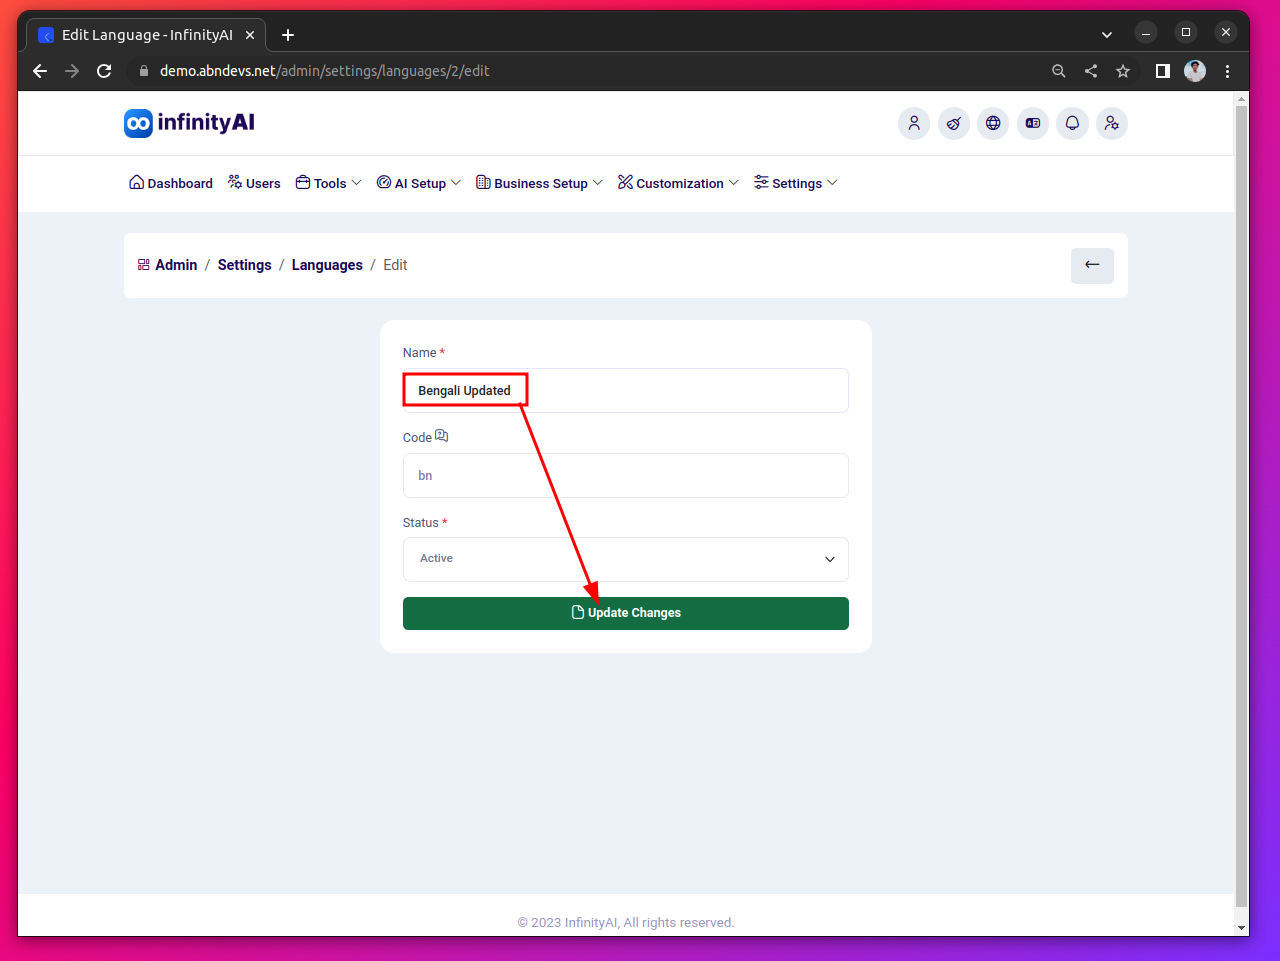 Edit Language - InfinityAI
demo.abndevs.net/admin/settings/languages/2/edit
infinityAI
Dashboard Users Tools AI Setup Business Setup Customization Settings
Admin / Settings / Languages / Edit
Name *
Bengali Updated
Code
bn
Status *
Active
Update Changes
© 2023 InfinityAI, All rights reserved.